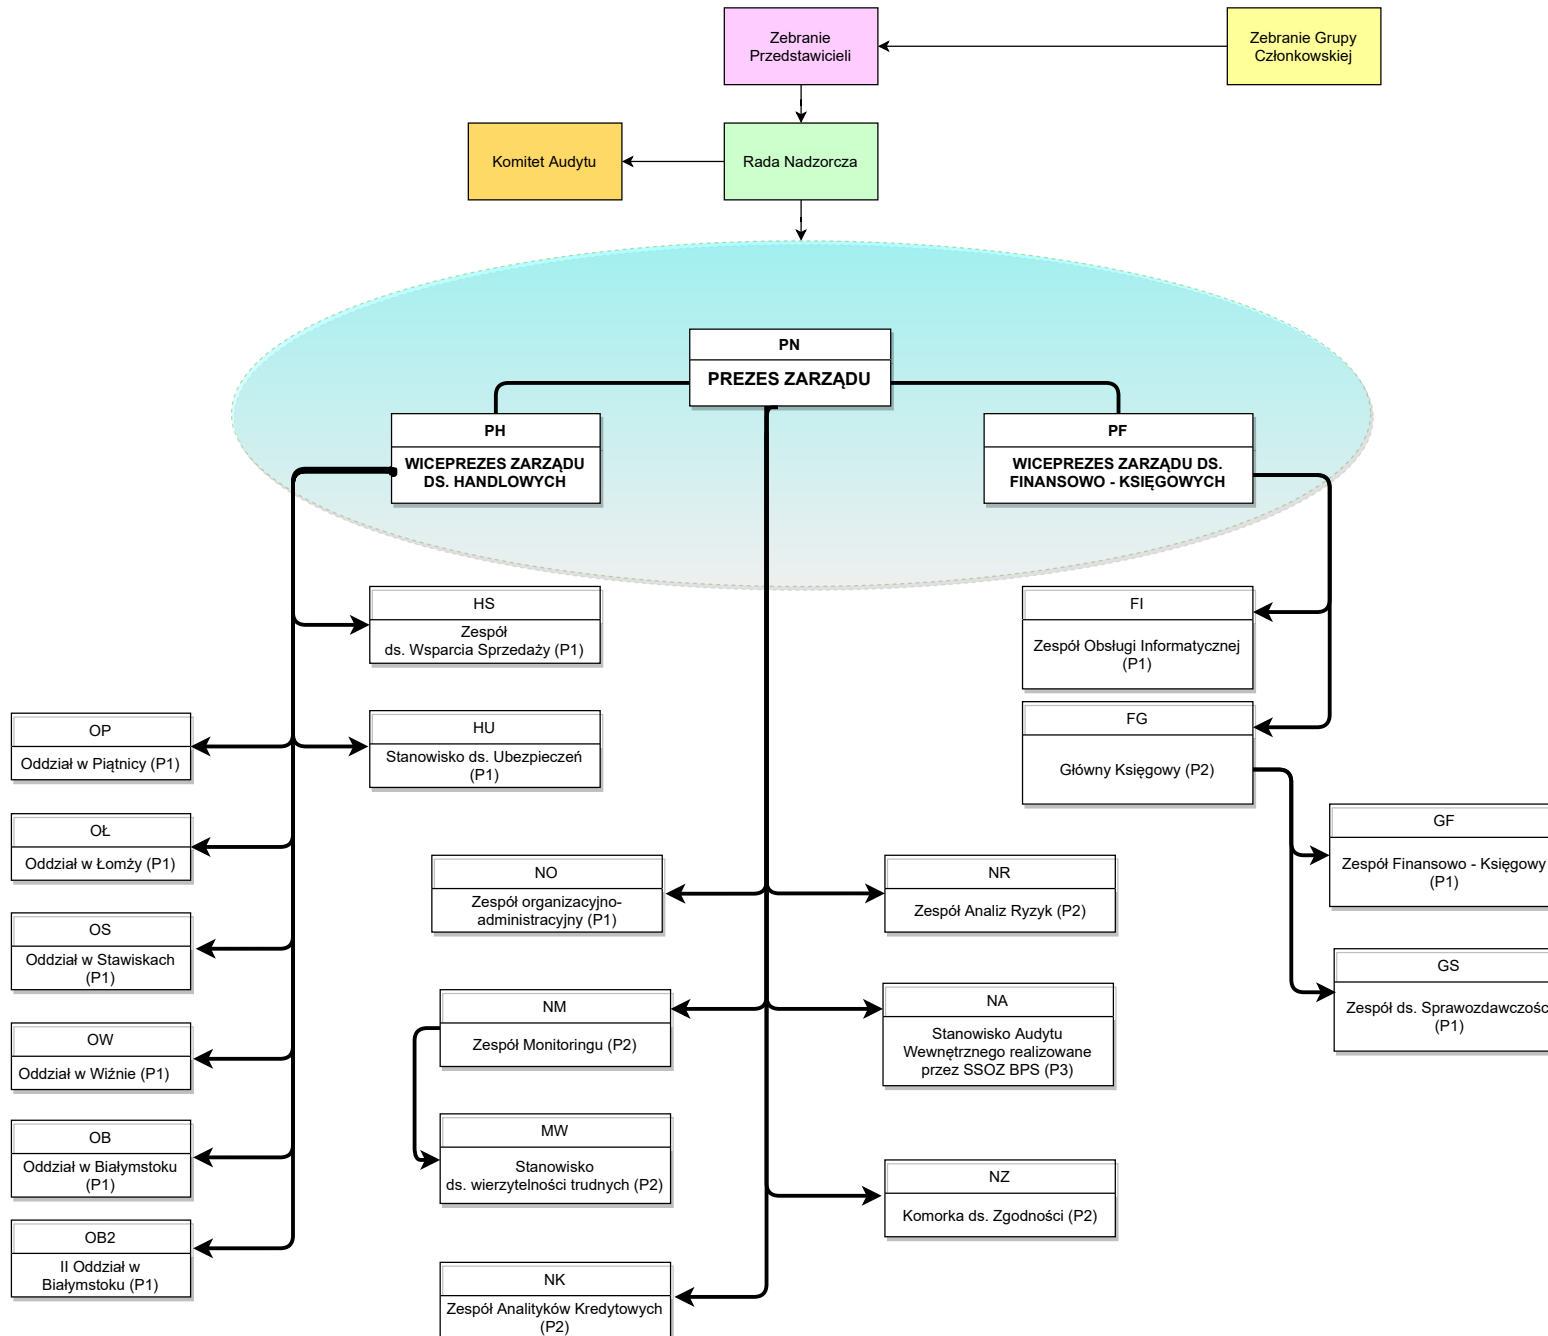 Zebranie
Przedstawicieli
Zebranie Grupy
Członkowskiej
Komitet Audytu
Rada Nadzorcza
PN
PREZES ZARZĄDU
PH
WICEPREZES ZARZĄDU
DS. HANDLOWYCH
PF
WICEPREZES ZARZĄDU DS.
FINANSOWO - KSIĘGOWYCH
HS
Zespół
ds. Wsparcia Sprzedaży (P1)
FI
Zespół Obsługi Informatycznej
(P1)
OP
Oddział w Piątnicy (P1)
HU
Stanowisko ds. Ubezpieczeń
(P1)
FG
Główny Księgowy (P2)
OŁ
Oddział w Łomży (P1)
GF
Zespół Finansowo - Księgowy
(P1)
NO
Zespół organizacyjno-
administracyjny (P1)
NR
Zespół Analiz Ryzyk (P2)
OS
Oddział w Stawiskach
(P1)
GS
Zespół ds. Sprawozdawczośc
(P1)
NM
Zespół Monitoringu (P2)
NA
Stanowisko Audytu
Wewnętrznego realizowane
przez SSOZ BPS (P3)
OW
Oddział w Wiźnie (P1)
OB
Oddział w Białymstoku
(P1)
MW
Stanowisko
ds. wierzytelności trudnych (P2)
NZ
Komorka ds. Zgodności (P2)
OB2
II Oddział w
Białymstoku (P1)
NK
Zespół Analityków Kredytowych
(P2)